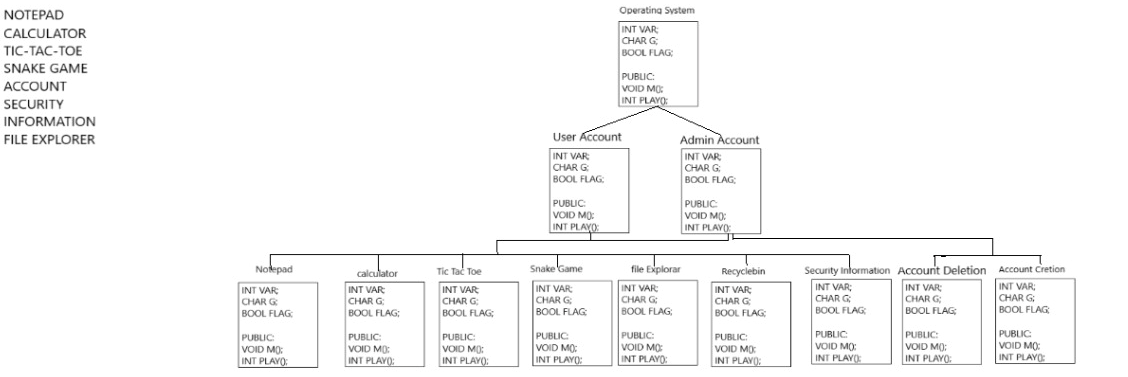 NOTEPAD
CALCULATOR
TIC-TAC-TOE
SNAKE GAME
ACCOUNT
SECURITY
INFORMATION
FILE EXPLORER
Operating System
INT VAR;
CHAR G;
BOOL FLAG;
PUBLIC:
VOID M();
INT PLAY();
User Account
INT VAR;
CHAR G;
BOOL FLAG;
PUBLIC:
VOID M();
INT PLAY();
Admin Account
INT VAR;
CHAR G;
BOOL FLAG;
PUBLIC:
VOID M();
INT PLAY();
Notepad
INT VAR;
CHAR G;
BOOL FLAG;
PUBLIC:
VOID M();
INT PLAY();
calculator
INT VAR;
CHAR G;
BOOL FLAG;
PUBLIC:
VOID M();
INT PLAY();
Tic Tac Toe
INT VAR;
CHAR G;
BOOL FLAG;
PUBLIC:
VOID M();
INT PLAY();
Snake Game
INT VAR;
CHAR G;
BOOL FLAG;
PUBLIC:
VOID M();
INT PLAY();
file Explorar
INT VAR;
CHAR G;
BOOL FLAG;
PUBLIC:
VOID M();
INT PLAY();
Recyclebin
INT VAR;
CHAR G;
BOOL FLAG;
PUBLIC:
VOID M();
INT PLAY();
Security Information
INT VAR;
CHAR G;
BOOL FLAG;
PUBLIC:
VOID M();
INT PLAY();
Account Deletion
INT VAR;
CHAR G;
BOOL FLAG;
PUBLIC:
VOID M();
INT PLAY();
Account Cretion
INT VAR;
CHAR G;
BOOL FLAG;
PUBLIC:
VOID M();
INT PLAY();